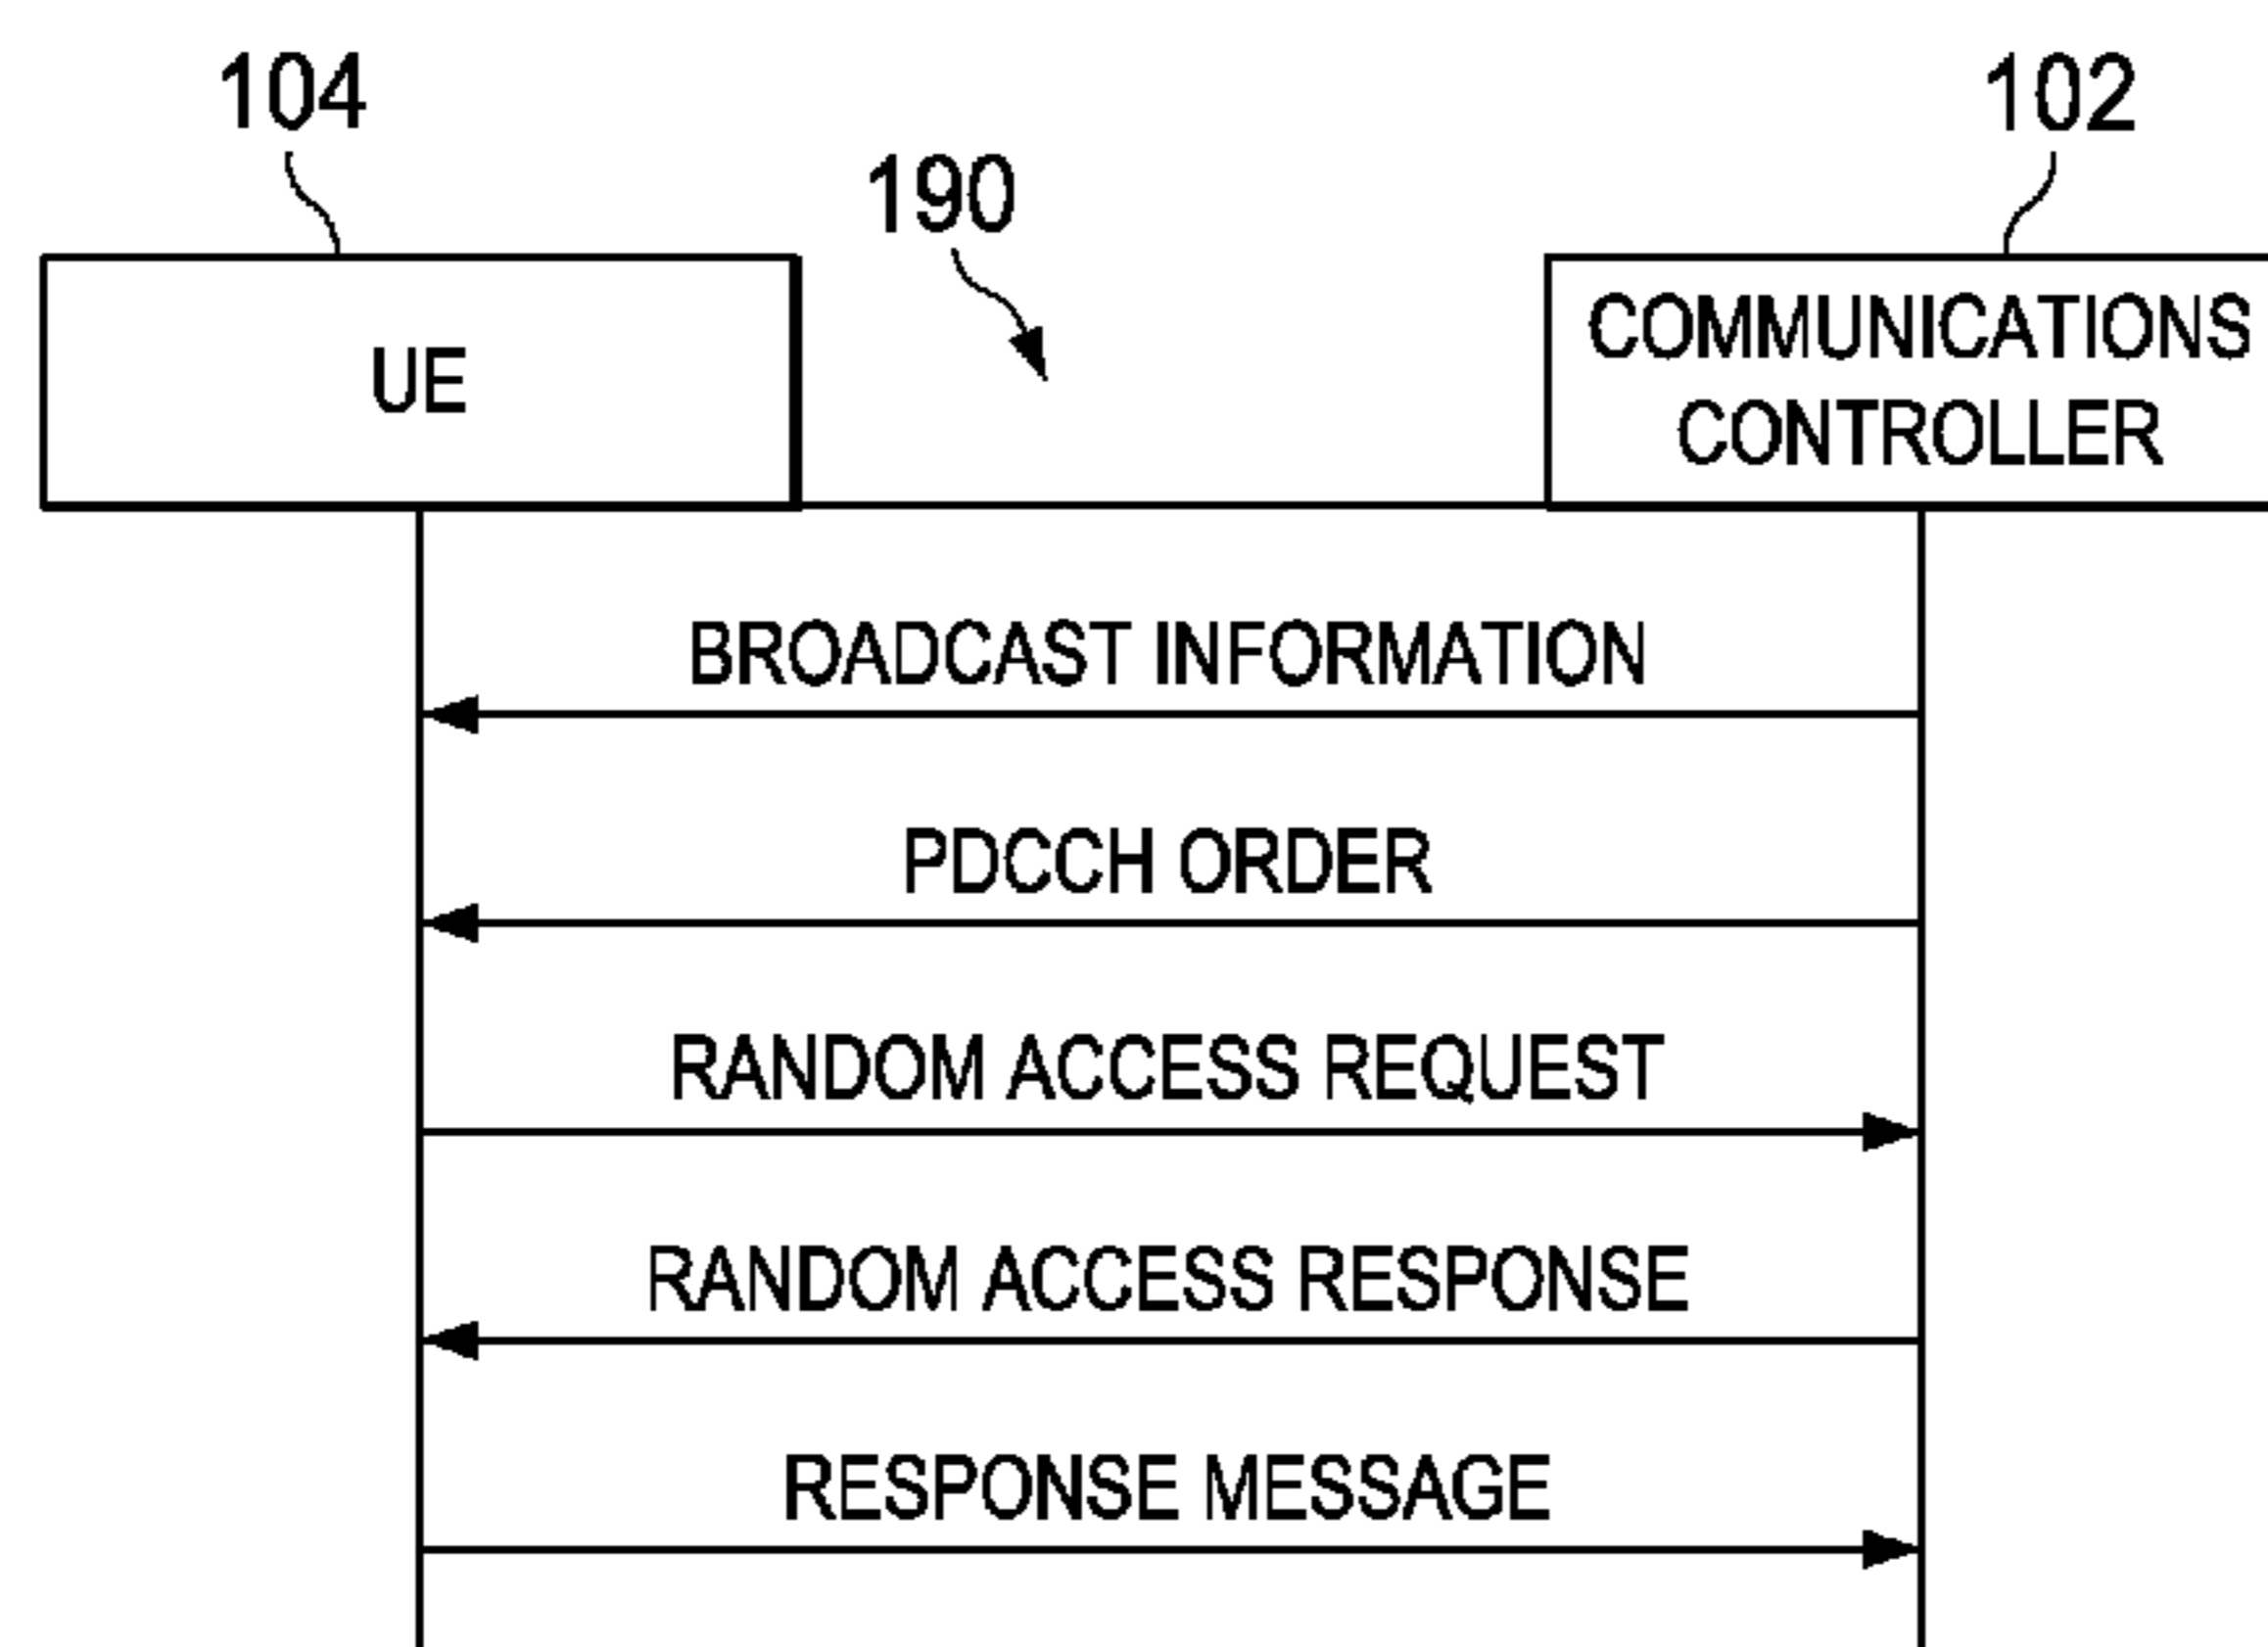 104
102
190
UE
COMMUNICATIONS
CONTROLLER
BROADCAST INFORMATION
PDCCH ORDER
RANDOM ACCESS REQUEST
RANDOM ACCESS RESPONSE
RESPONSE MESSAGE